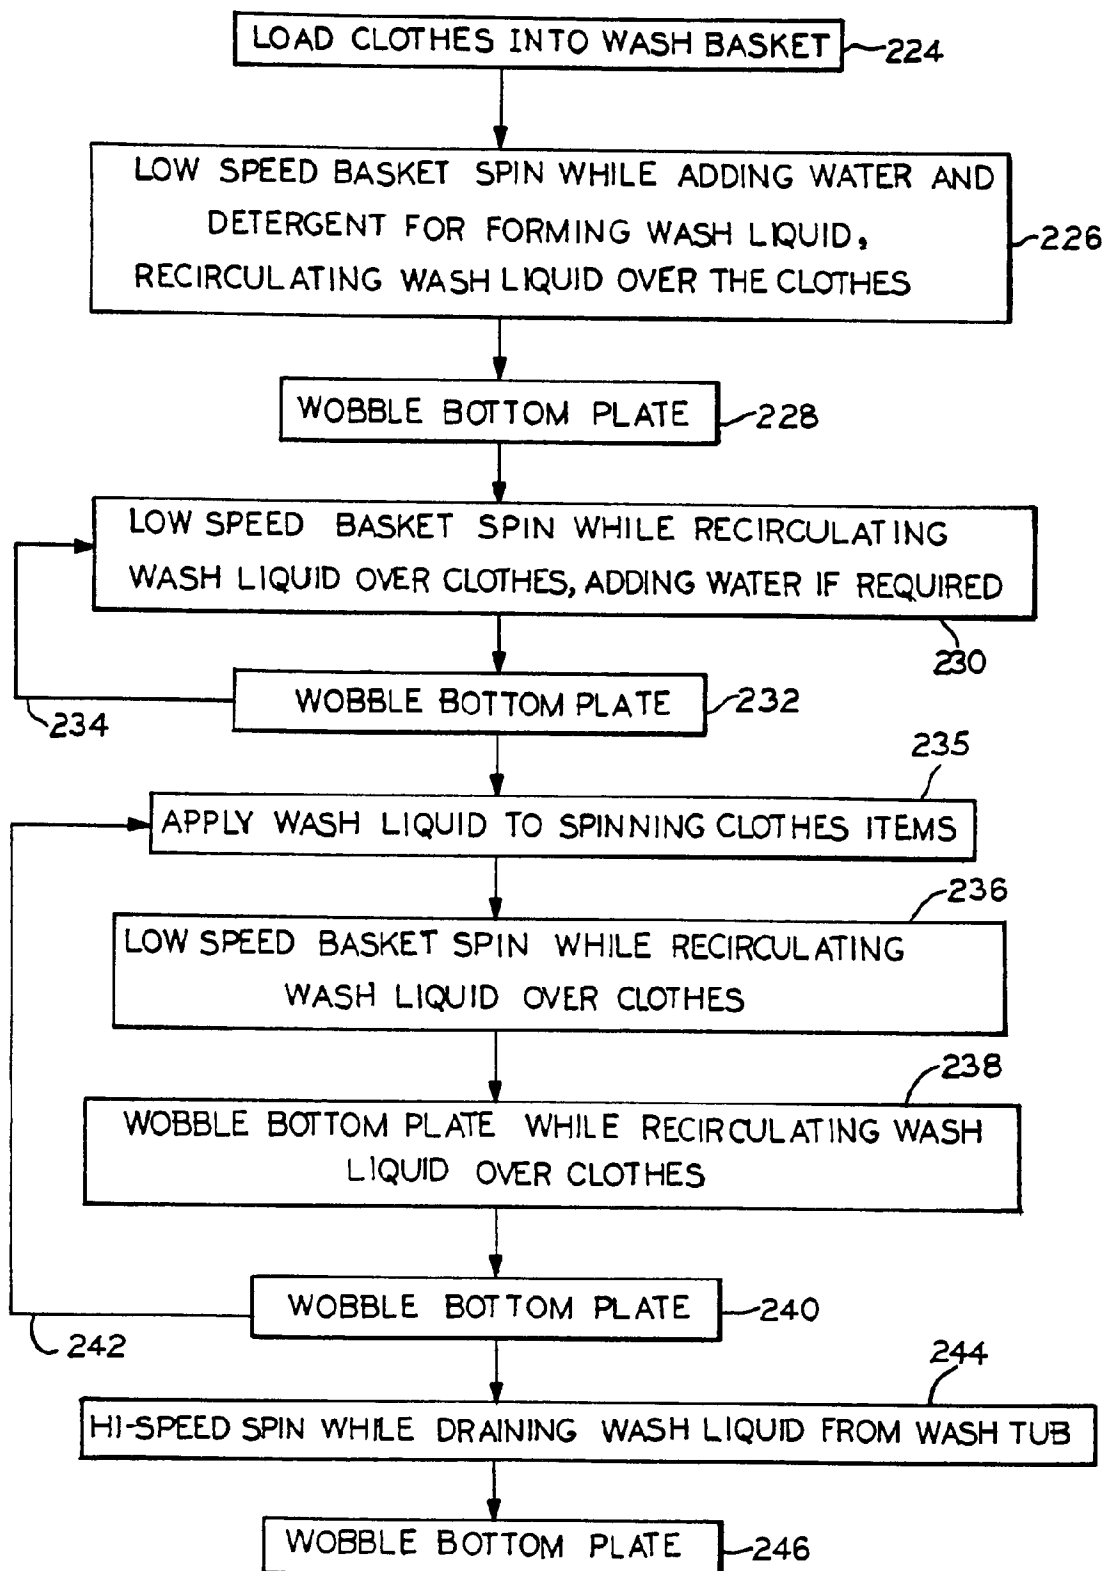 LOAD CLOTHES INTO WASH BASKET
224
LOW SPEED BASKET SPIN WHILE ADDING WATER AND
DETERGENT FOR FORMING WASH LIQUID,
RECIRCULATING WASH LIQUID OVER THE CLOTHES
226
WOBBLE BOTTOM PLATE
228
LOW SPEED BASKET SPIN WHILE RECIRCULATING
WASH LIQUID OVER CLOTHES, ADDING WATER IF REQUIRED
230
WOBBLE BOTTOM PLATE
232
234
235
APPLY WASH LIQUID TO SPINNING CLOTHES ITEMS
236
LOW SPEED BASKET SPIN WHILE RECIRCULATING
WASH LIQUID OVER CLOTHES
238
WOBBLE BOTTOM PLATE WHILE RECIRCULATING WASH
LIQUID OVER CLOTHES
WOBBLE BOTTOM PLATE
240
242
244
HI-SPEED SPIN WHILE DRAINING WASH LIQUID FROM WASH TUB
WOBBLE BOTTOM PLATE
246